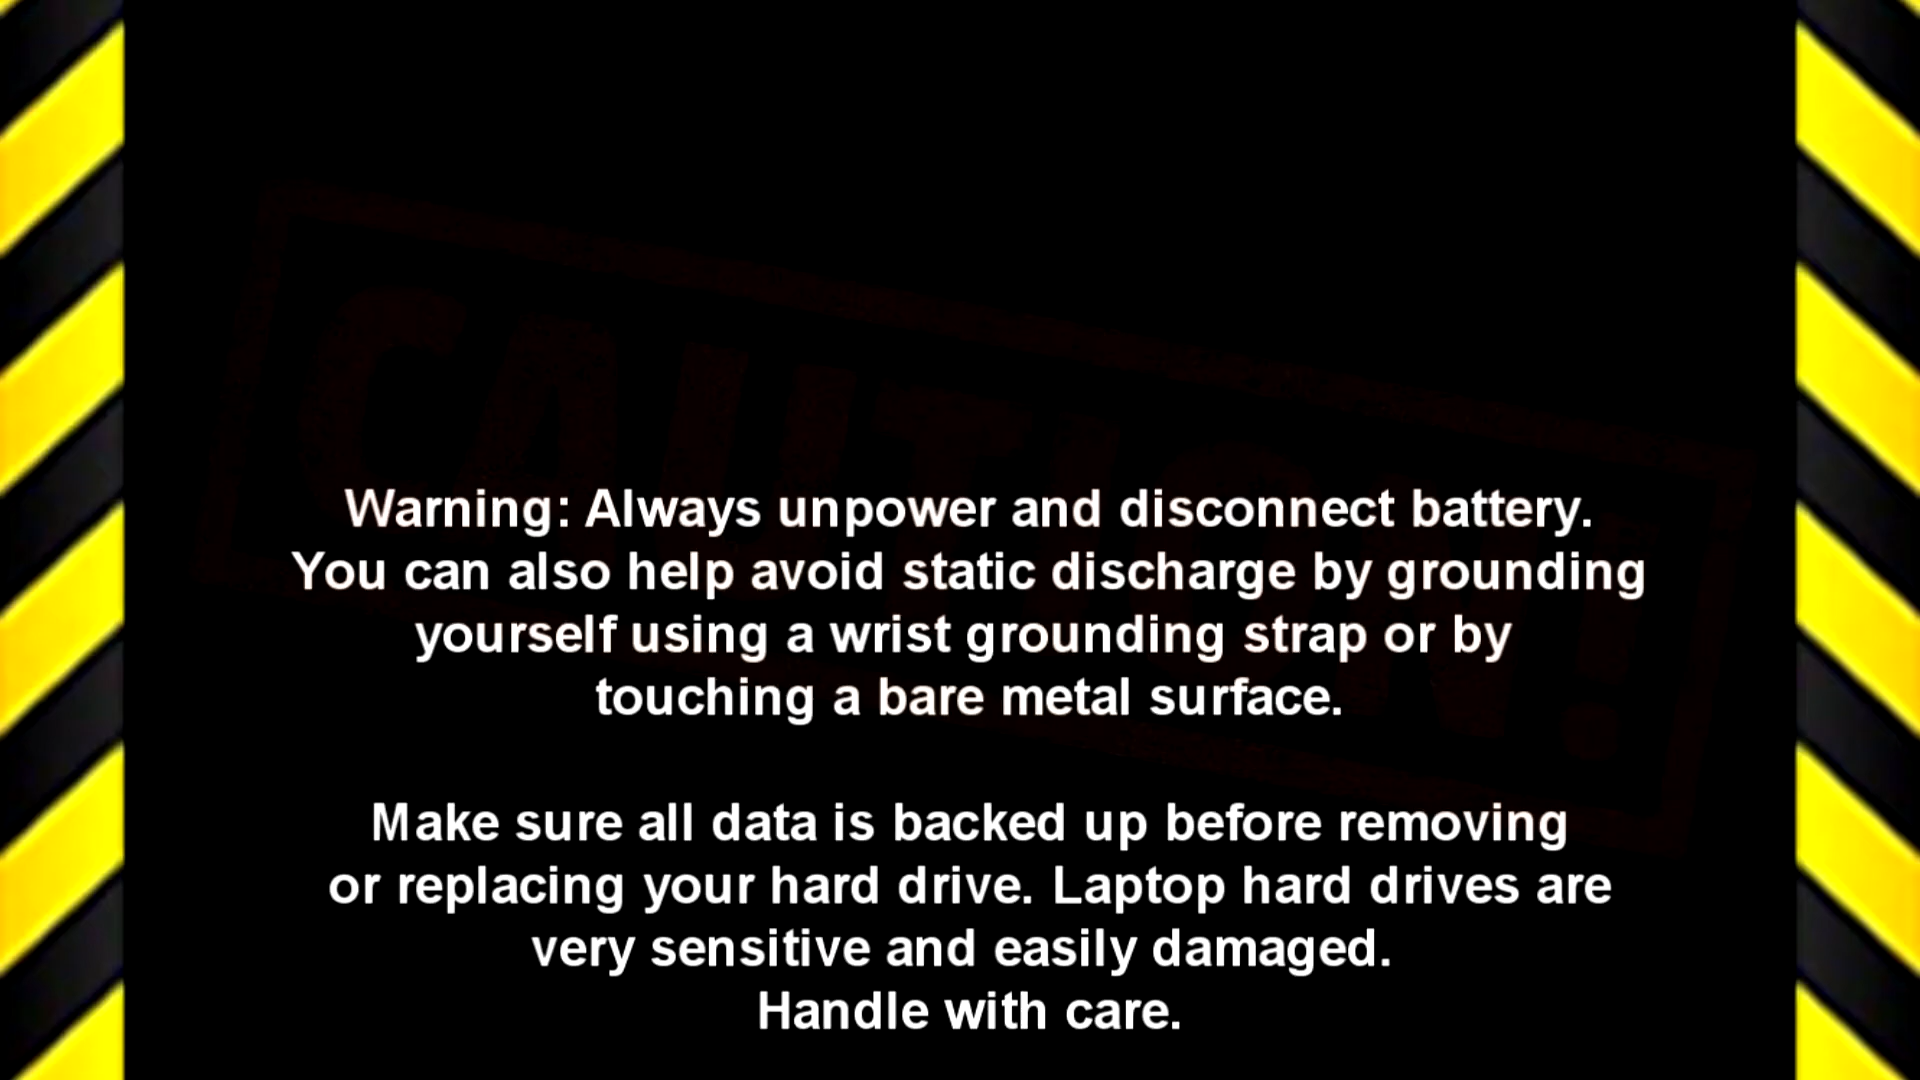 CAUTION!
Warning: Always unpower and disconnect battery.
You can also help avoid static discharge by grounding
yourself using a wrist grounding strap or by
touching a bare metal surface.
Make sure all data is backed up before removing
or replacing your hard drive. Laptop hard drives are
very sensitive and easily damaged.
Handle with care.